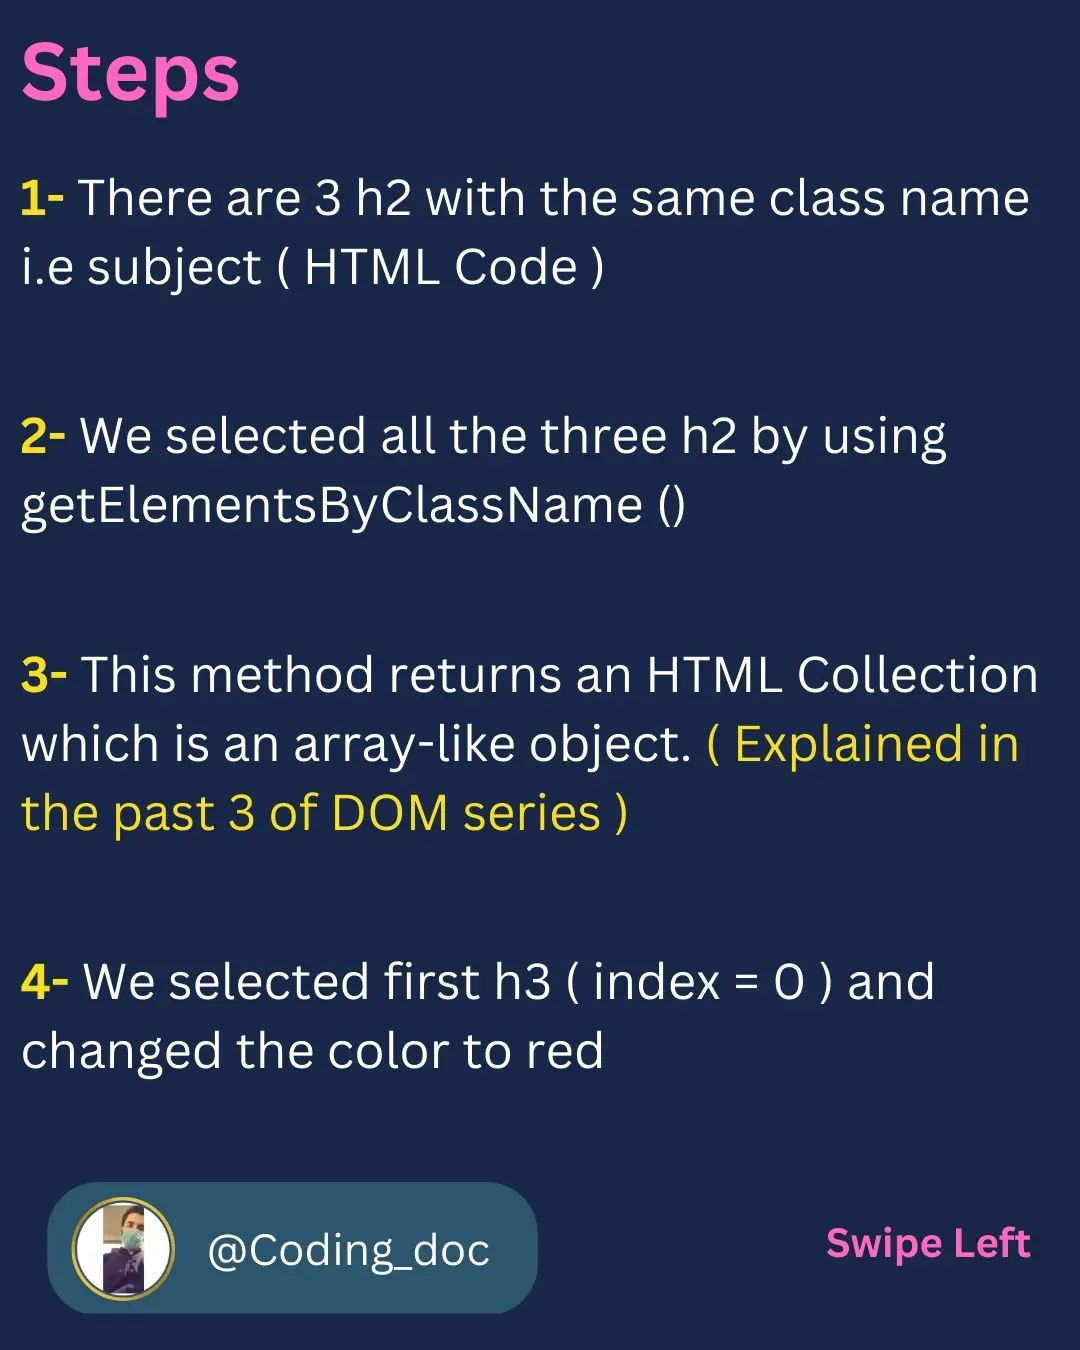 Steps
1- There are 3 h2 with the same class name
i.e subject ( HTML Code )
2- We selected all the three h2 by using
getElementsByClassName ()
3- This method returns an HTML Collection
which is an array-like object. ( Explained in
the past 3 of DOM series )
4- We selected first h3 ( index = 0 ) and
changed the color to red
@Coding_doc
Swipe Left